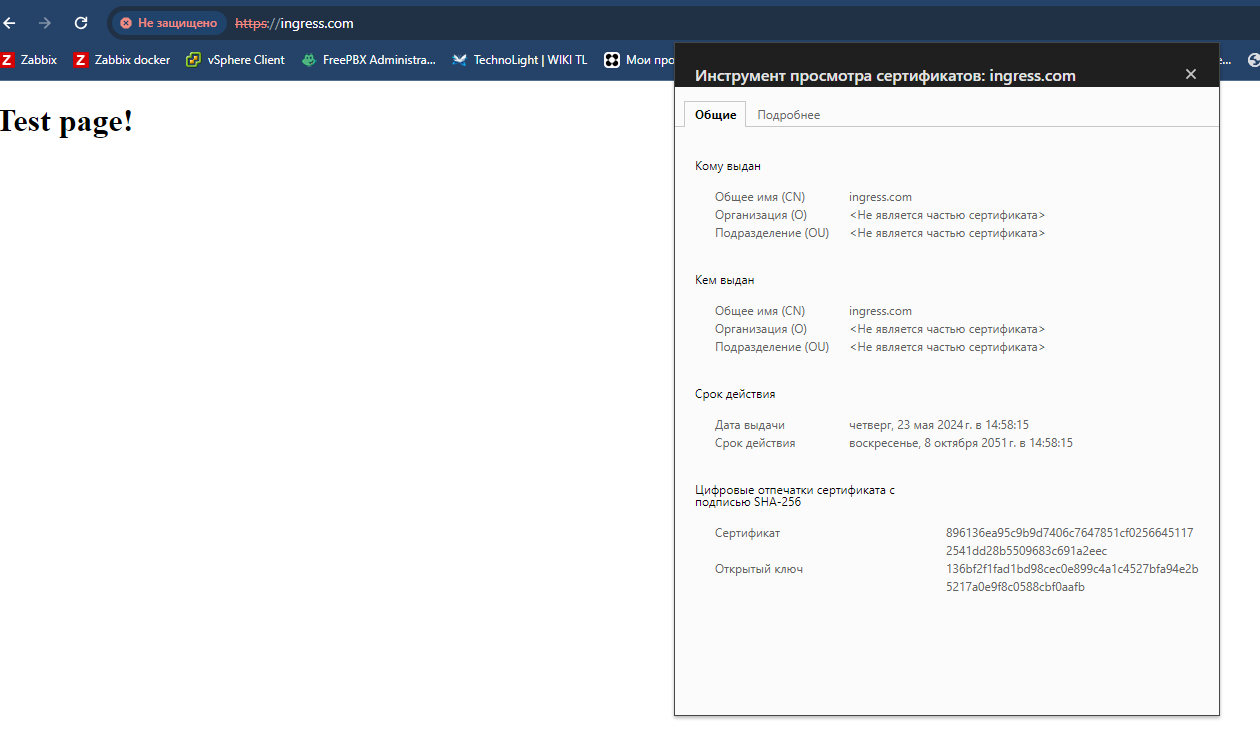 Не защищено https://ingress.com
Zabbix Zabbix docker vSphere Client FreePBX Administra... TechnoLight | WIKI TL Мои про
Test page!
Инструмент просмотра сертификатов: ingress.com
Общие Подробнее
Кому выдан
Общее имя (CN) ingress.com
Организация (O) <Не является частью сертификата>
Подразделение (OU) <Не является частью сертификата>
Кем выдан
Общее имя (CN) ingress.com
Организация (O) <Не является частью сертификата>
Подразделение (OU) <Не является частью сертификата>
Срок действия
Дата выдачи четверг, 23 мая 2024 г. в 14:58:15
Срок действия воскресенье, 8 октября 2051 г. в 14:58:15
Цифровые отпечатки сертификата с
подписью SHA-256
Сертификат 896136ea95c9b9d7406c7647851cf0256645117
2541dd28b5509683c691a2eec
Открытый ключ 136bf2f1fad1bd98cec0e899c4a1c4527bfa94e2b
5217a0e9f8c0588cbf0aafb